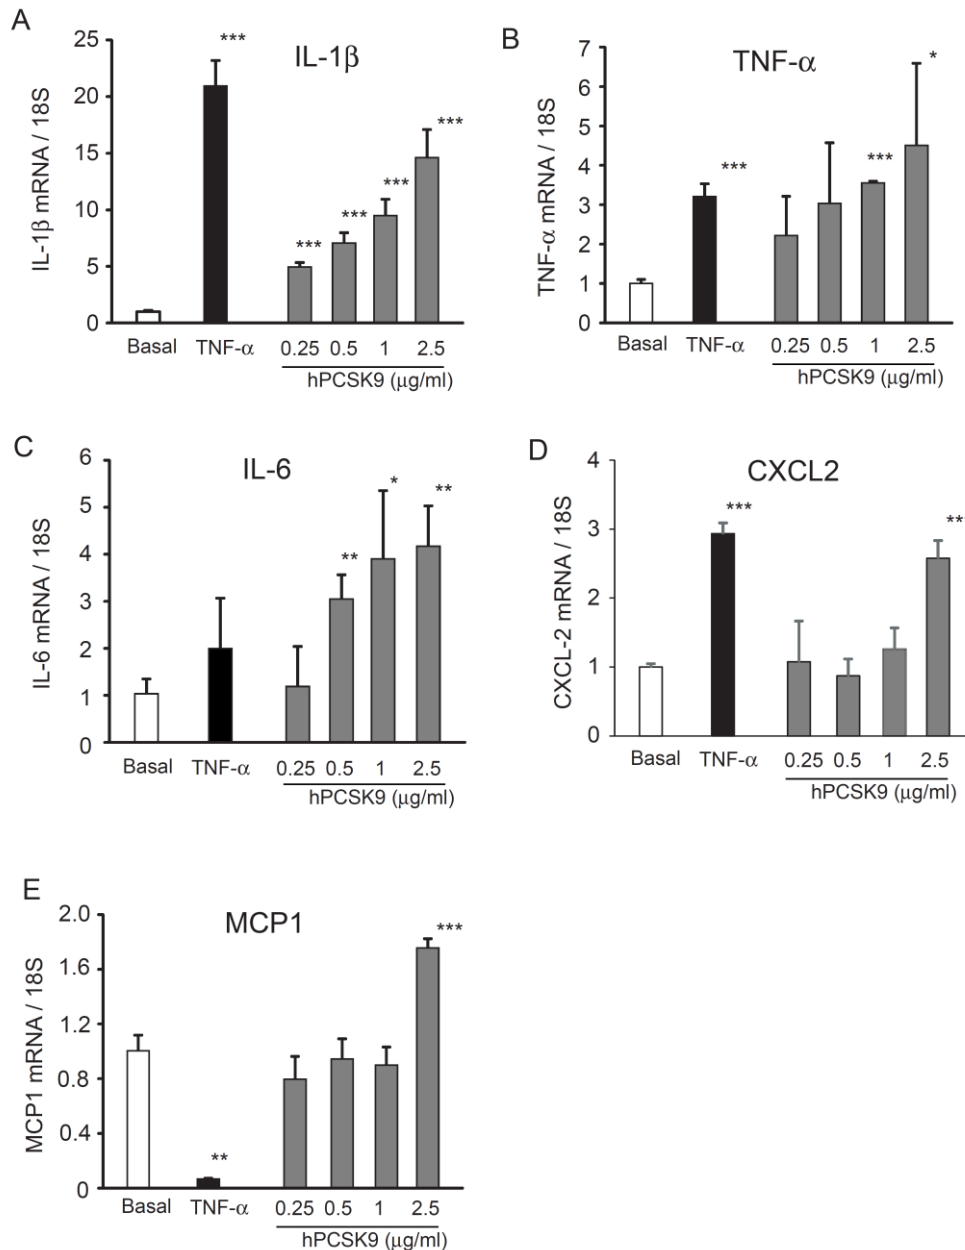 A
IL-1β
IL-1β mRNA / 18S
25
20
15
10
5
0
***
***
***
***
***
Basal
TNF-α
0.25 0.5 1 2.5
hPCSK9 (μg/ml)
B
TNF-α
TNF-α mRNA / 18S
7
6
5
4
3
2
1
0
***
***
*
Basal
TNF-α
0.25 0.5 1 2.5
hPCSK9 (μg/ml)
C
IL-6
IL-6 mRNA / 18S
6
5
4
3
2
1
0
**
*
**
Basal
TNF-α
0.25 0.5 1 2.5
hPCSK9 (μg/ml)
D
CXCL2
CXCL-2 mRNA / 18S
4
3
2
1
0
***
***
Basal
TNF-α
0.25 0.5 1 2.5
hPCSK9 (μg/ml)
E
MCP1
MCP1 mRNA / 18S
2.0
1.6
1.2
0.8
0.4
0
**
***
Basal
TNF-α
0.25 0.5 1 2.5
hPCSK9 (μg/ml)